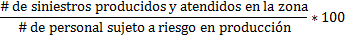 # de siniestros producidos y atendidos en la zona
# de personal sujeto a riesgo en producción
* 100